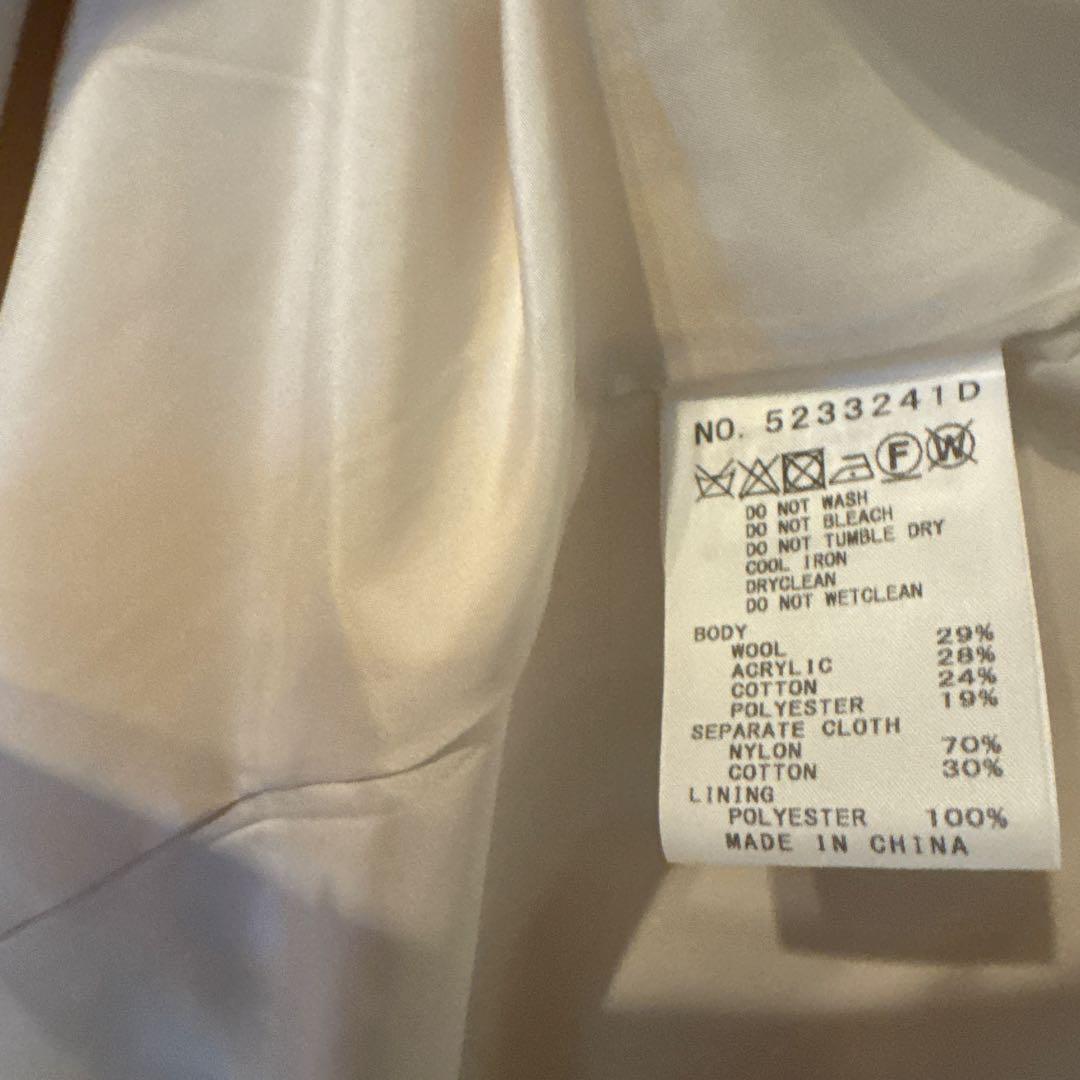 NO. 5233241D
F W
DO NOT WASH
DO NOT BLEACH
DO NOT TUMBLE DRY
COOL IRON
DRYCLEAN
DO NOT WETCLEAN
BODY
WOOL 29%
ACRYLIC 28%
COTTON 24%
POLYESTER 19%
SEPARATE CLOTH
NYLON 70%
COTTON 30%
LINING
POLYESTER 100%
MADE IN CHINA